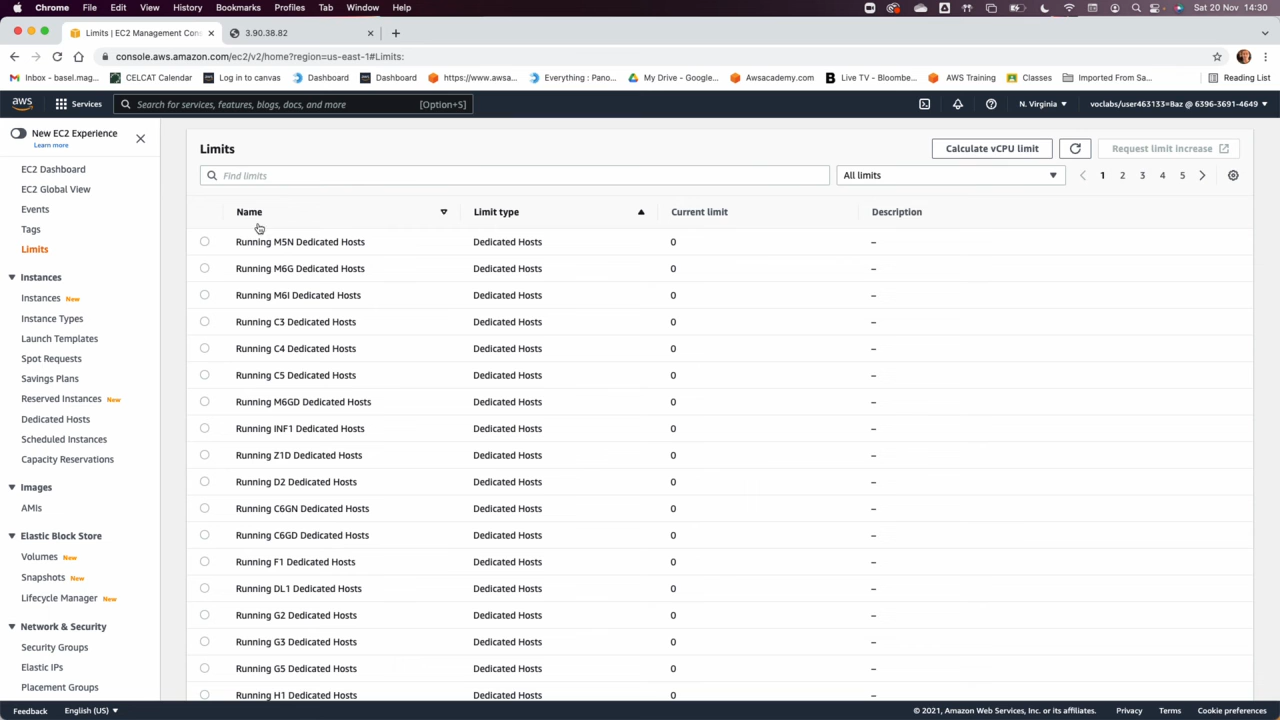 Chrome File Edit View History Bookmarks Profiles Tab Window Help Sat 20 Nov 14:30
Limits | EC2 Management Con: 3.90.38.82
console.aws.amazon.com/ec2/v2/home?region=us-east-1#Limits:
Inbox - basel.mag... CELCAT Calendar Log in to canvas Dashboard Dashboard https://www.awsa... Everything : Pano... My Drive - Google... Awsacademy.com Live TV – Bloombe... AWS Training Classes Imported From Sa... Reading List
aws Services Search for services, features, blogs, docs, and more [Option+S] N. Virginia voclabs/user463133=Baz @ 6396-3691-4649
New EC2 Experience
Learn more
EC2 Dashboard
EC2 Global View
Events
Tags
Limits
Instances
Instances New
Instance Types
Launch Templates
Spot Requests
Savings Plans
Reserved Instances New
Dedicated Hosts
Scheduled Instances
Capacity Reservations
Images
AMIs
Elastic Block Store
Volumes New
Snapshots New
Lifecycle Manager New
Network & Security
Security Groups
Elastic IPs
Placement Groups
Limits Calculate vCPU limit Request limit increase
Find limits All limits 1 2 3 4 5
Name Limit type Current limit Description
Running M5N Dedicated Hosts Dedicated Hosts 0 –
Running M6G Dedicated Hosts Dedicated Hosts 0 –
Running M6I Dedicated Hosts Dedicated Hosts 0 –
Running C3 Dedicated Hosts Dedicated Hosts 0 –
Running C4 Dedicated Hosts Dedicated Hosts 0 –
Running C5 Dedicated Hosts Dedicated Hosts 0 –
Running M6GD Dedicated Hosts Dedicated Hosts 0 –
Running INF1 Dedicated Hosts Dedicated Hosts 0 –
Running Z1D Dedicated Hosts Dedicated Hosts 0 –
Running D2 Dedicated Hosts Dedicated Hosts 0 –
Running C6GN Dedicated Hosts Dedicated Hosts 0 –
Running C6GD Dedicated Hosts Dedicated Hosts 0 –
Running F1 Dedicated Hosts Dedicated Hosts 0 –
Running DL1 Dedicated Hosts Dedicated Hosts 0 –
Running G2 Dedicated Hosts Dedicated Hosts 0 –
Running G3 Dedicated Hosts Dedicated Hosts 0 –
Running G5 Dedicated Hosts Dedicated Hosts 0 –
Running H1 Dedicated Hosts Dedicated Hosts 0 –
Feedback English (US) © 2021, Amazon Web Services, Inc. or its affiliates. Privacy Terms Cookie preferences